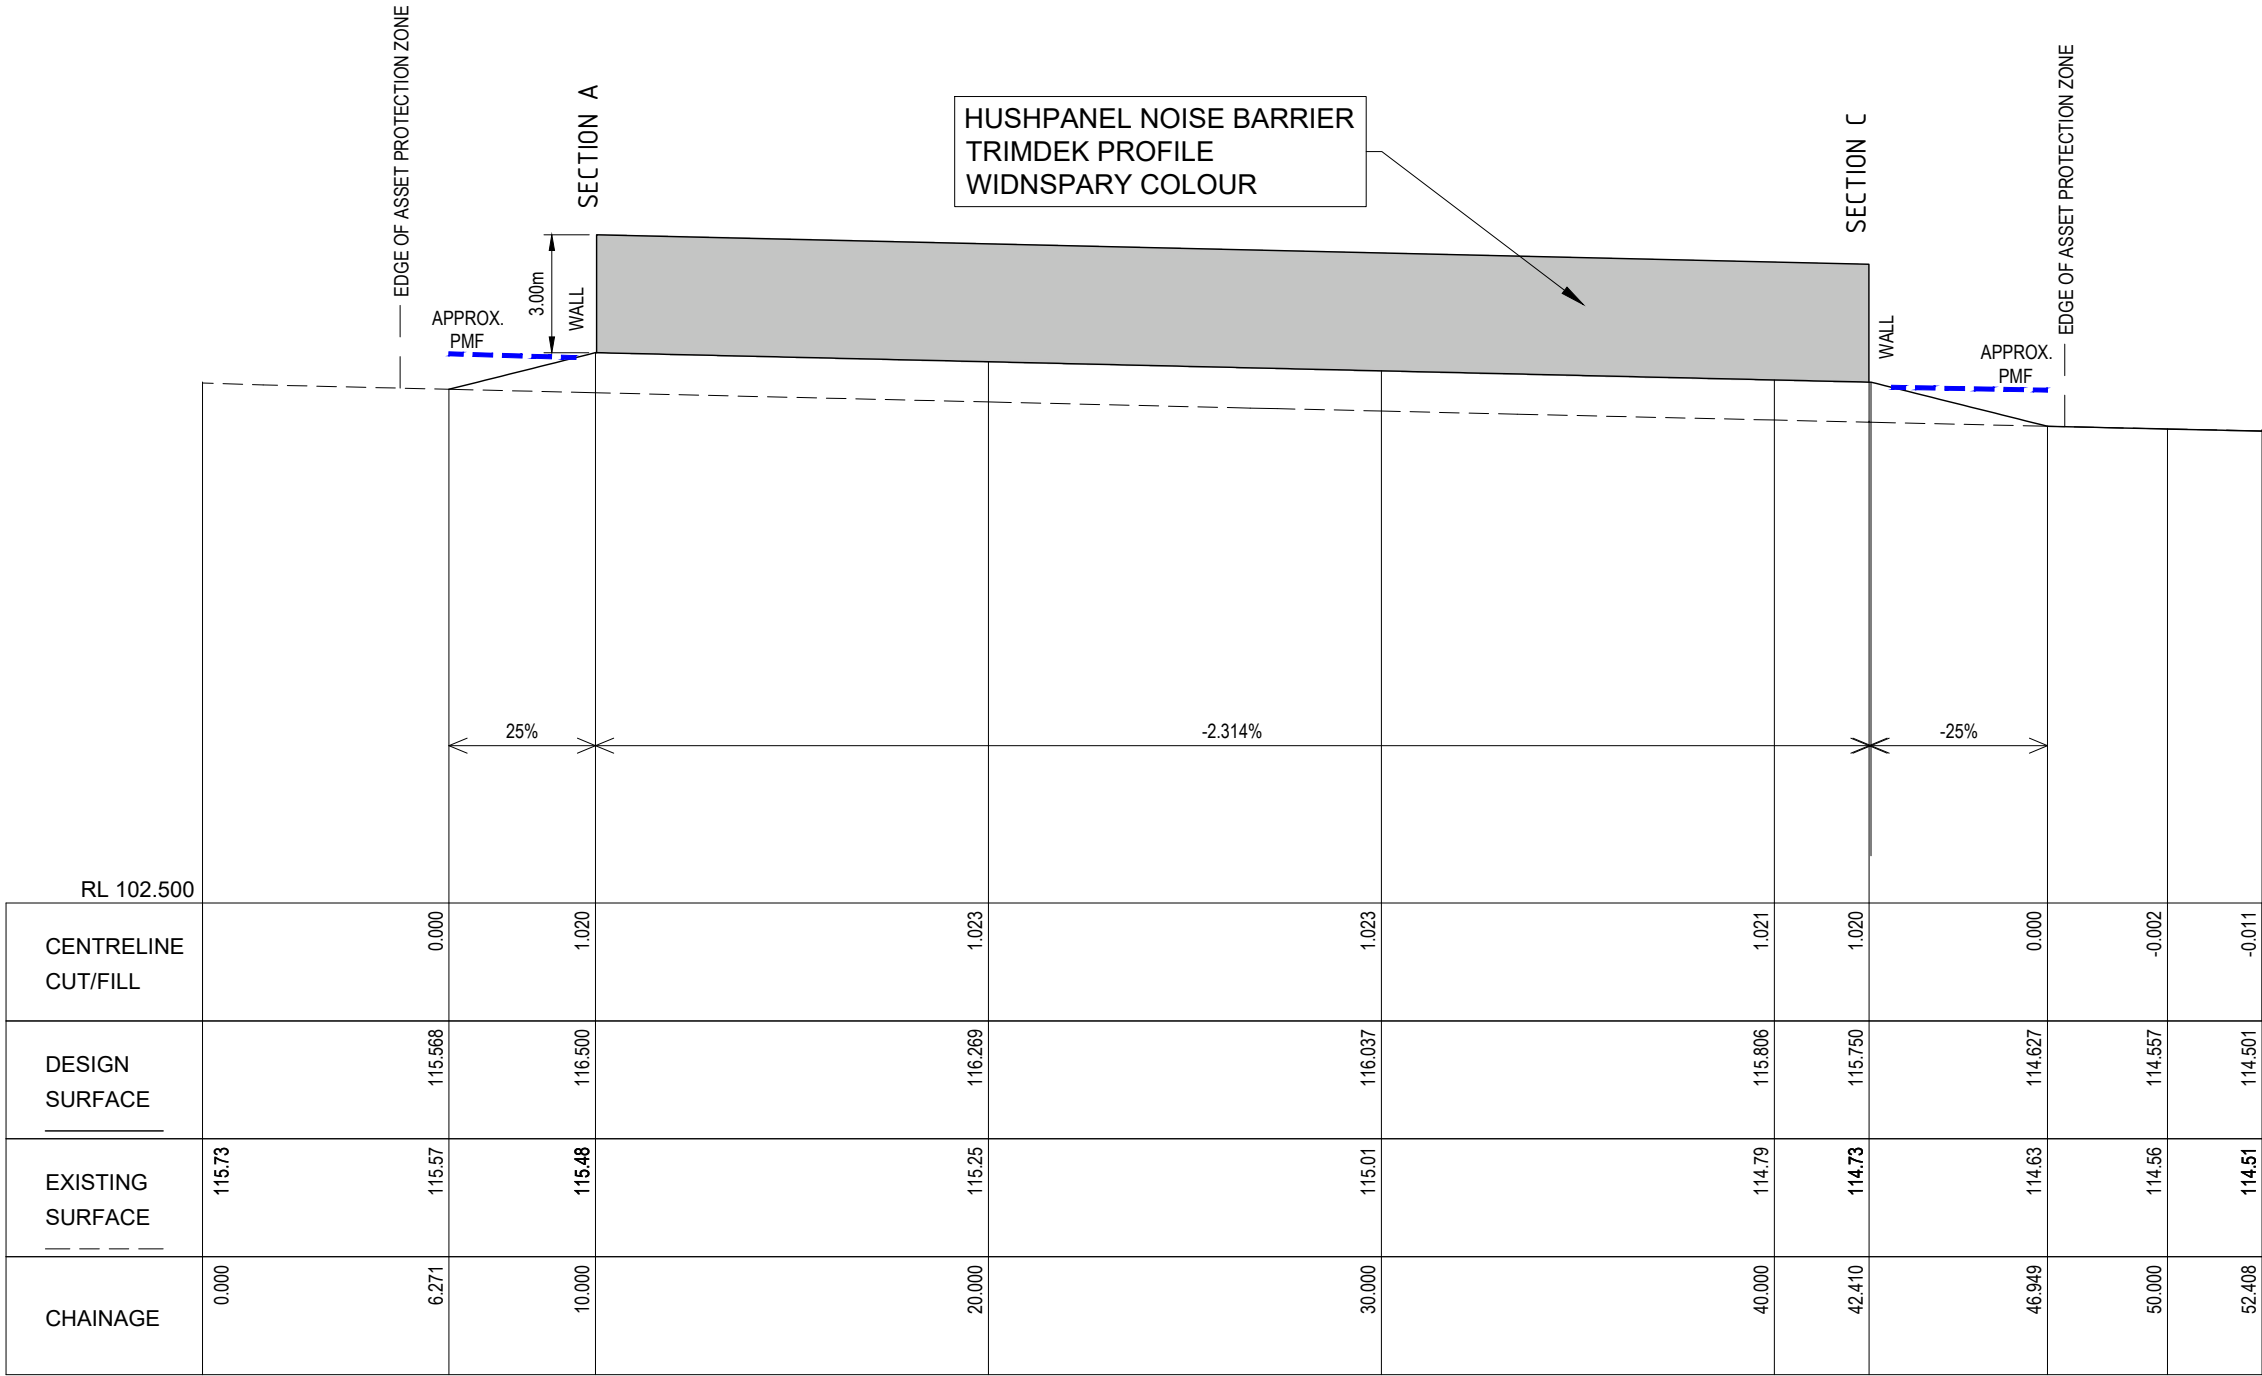 EDGE OF ASSET PROTECTION ZONE
SECTION A
HUSHPANEL NOISE BARRIER
TRIMDEK PROFILE
WIDNSPARY COLOUR
SECTION C
EDGE OF ASSET PROTECTION ZONE
3.00m
WALL
APPROX.
PMF
WALL
APPROX.
PMF
25%
-2.314%
-25%
RL 102.500
CENTRELINE
CUT/FILL
0.000
1.020
1.023
1.023
1.021
1.020
0.000
-0.002
-0.011
DESIGN
SURFACE
115.568
116.500
116.269
116.037
115.806
115.750
114.627
114.557
114.501
EXISTING
SURFACE
115.73
115.57
115.48
115.25
115.01
114.79
114.73
114.63
114.56
114.51
CHAINAGE
0.000
6.271
10.000
20.000
30.000
40.000
42.410
46.949
50.000
52.408